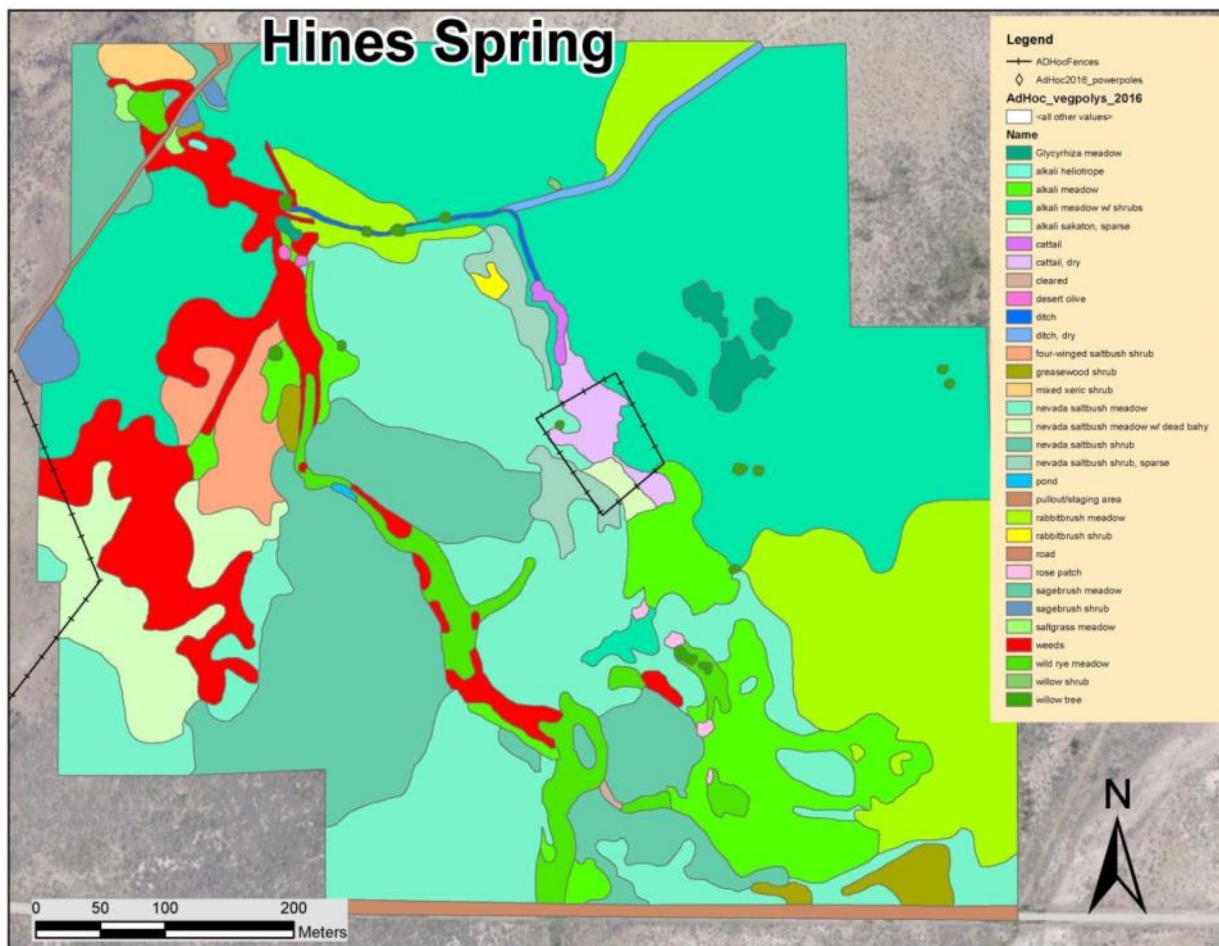 Hines Spring
Legend
ADHocFences
AdHoc2016_powerpoles
AdHoc_vegpolys_2016
<all other values>
Name
Glycyrhiza meadow
alkali heliotrope
alkali meadow
alkali meadow w/ shrubs
alkali sakaton, sparse
cattail
cattail, dry
cleared
desert olive
ditch
ditch, dry
four-winged saltbush shrub
greasewood shrub
mixed xeric shrub
nevada saltbush meadow
nevada saltbush meadow w/ dead bahy
nevada saltbush shrub
nevada saltbush shrub, sparse
pond
pullout/staging area
rabbitbrush meadow
rabbitbrush shrub
road
rose patch
sagebrush meadow
sagebrush shrub
saltgrass meadow
weeds
wild rye meadow
willow shrub
willow tree
N
0 50 100 200
Meters